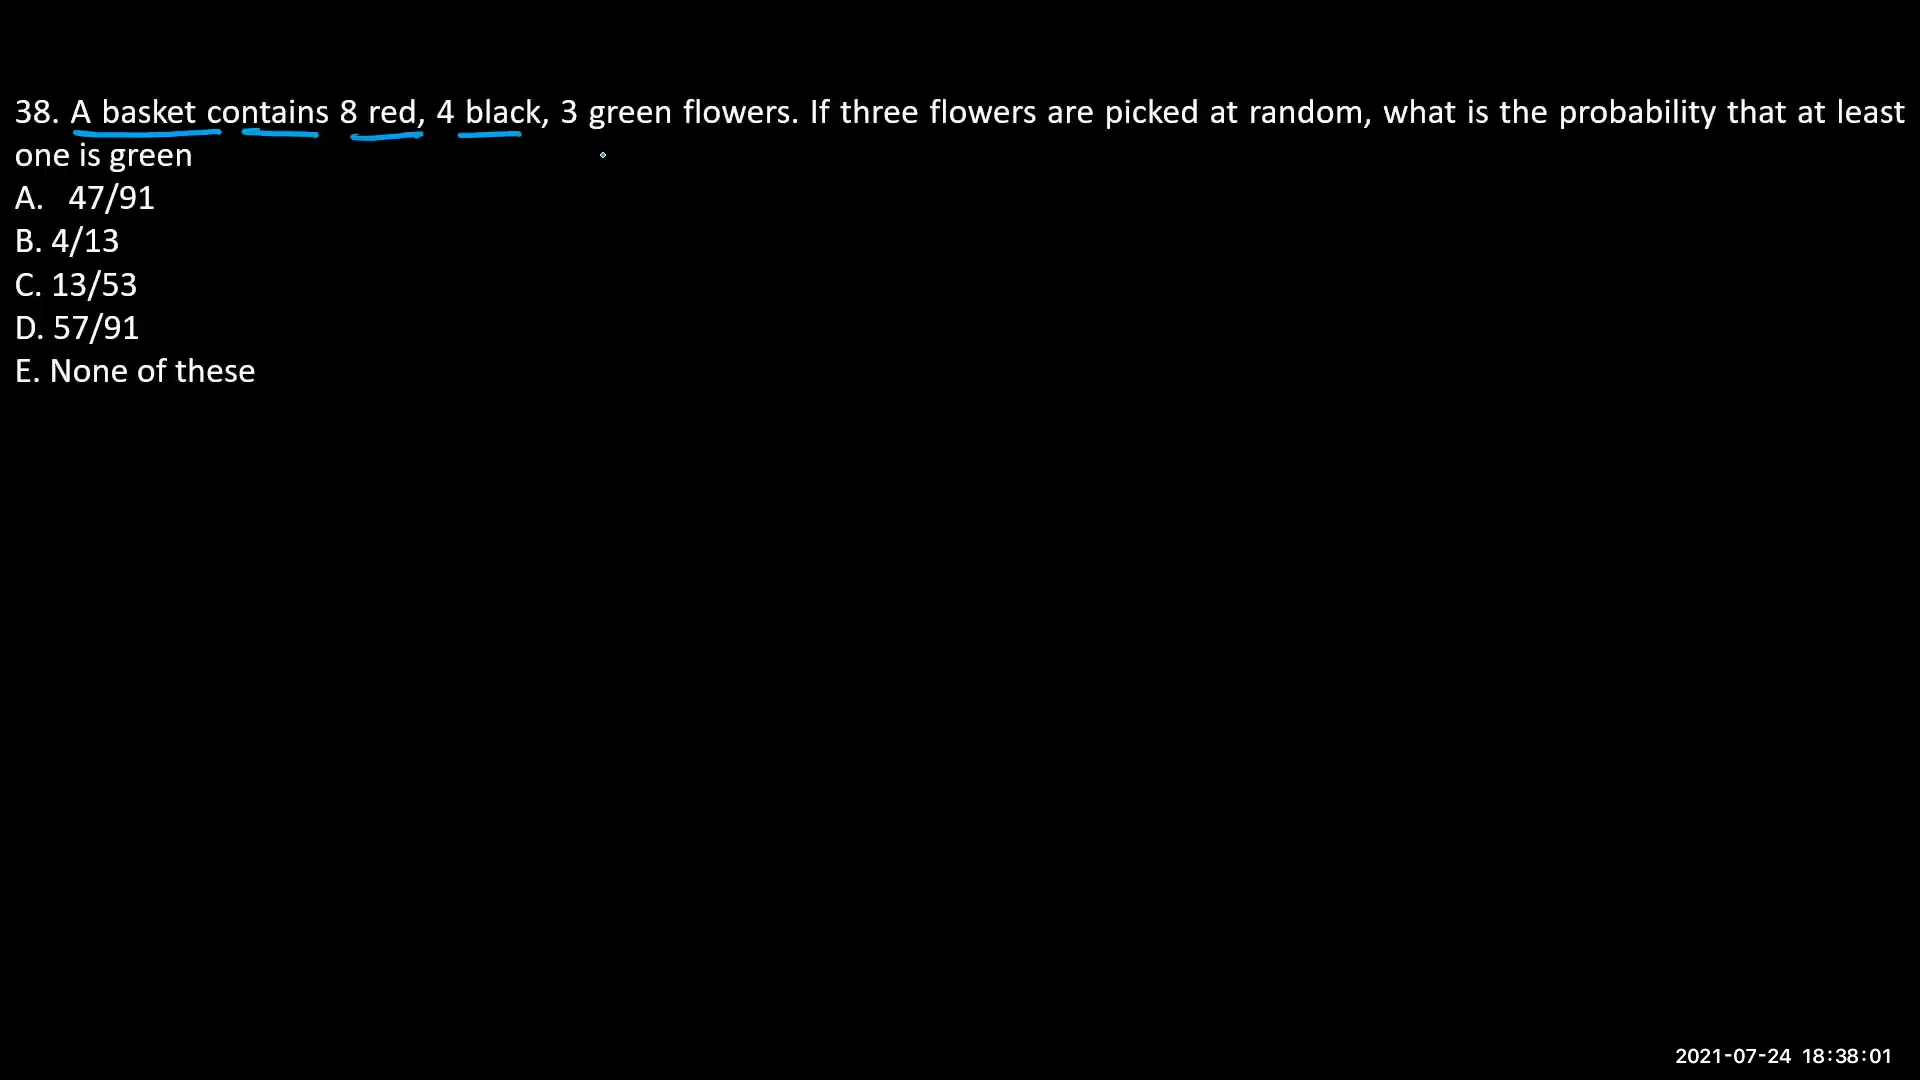 38. A basket contains 8 red, 4 black, 3 green flowers. If three flowers are picked at random, what is the probability that at least
one is green
A. 47/91
B. 4/13
C. 13/53
D. 57/91
E. None of these
2021-07-24 18:38:01